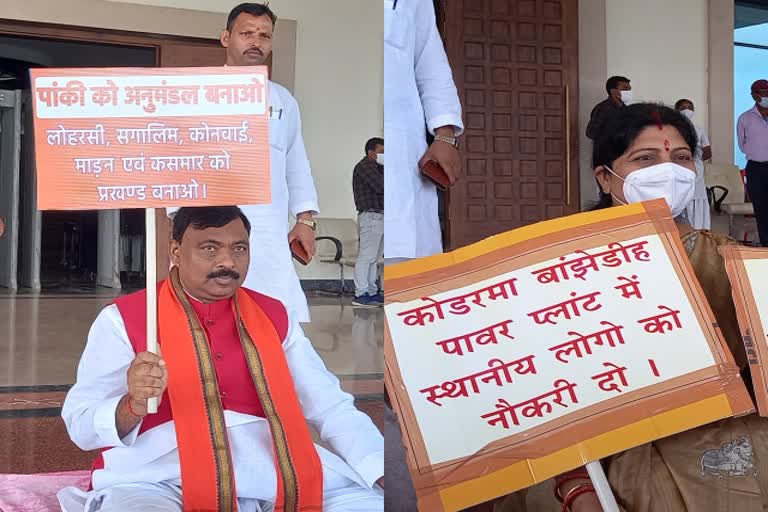 पांकी को अनुमंडल बनाओ
लोहरसी, सगालिम, कोनवाई,
माड़न एवं कसमार को
प्रखण्ड बनाओ।
कोडरमा बांझेडीह
पावर प्लांट में
स्थानीय लोगो को
नौकरी दो ।